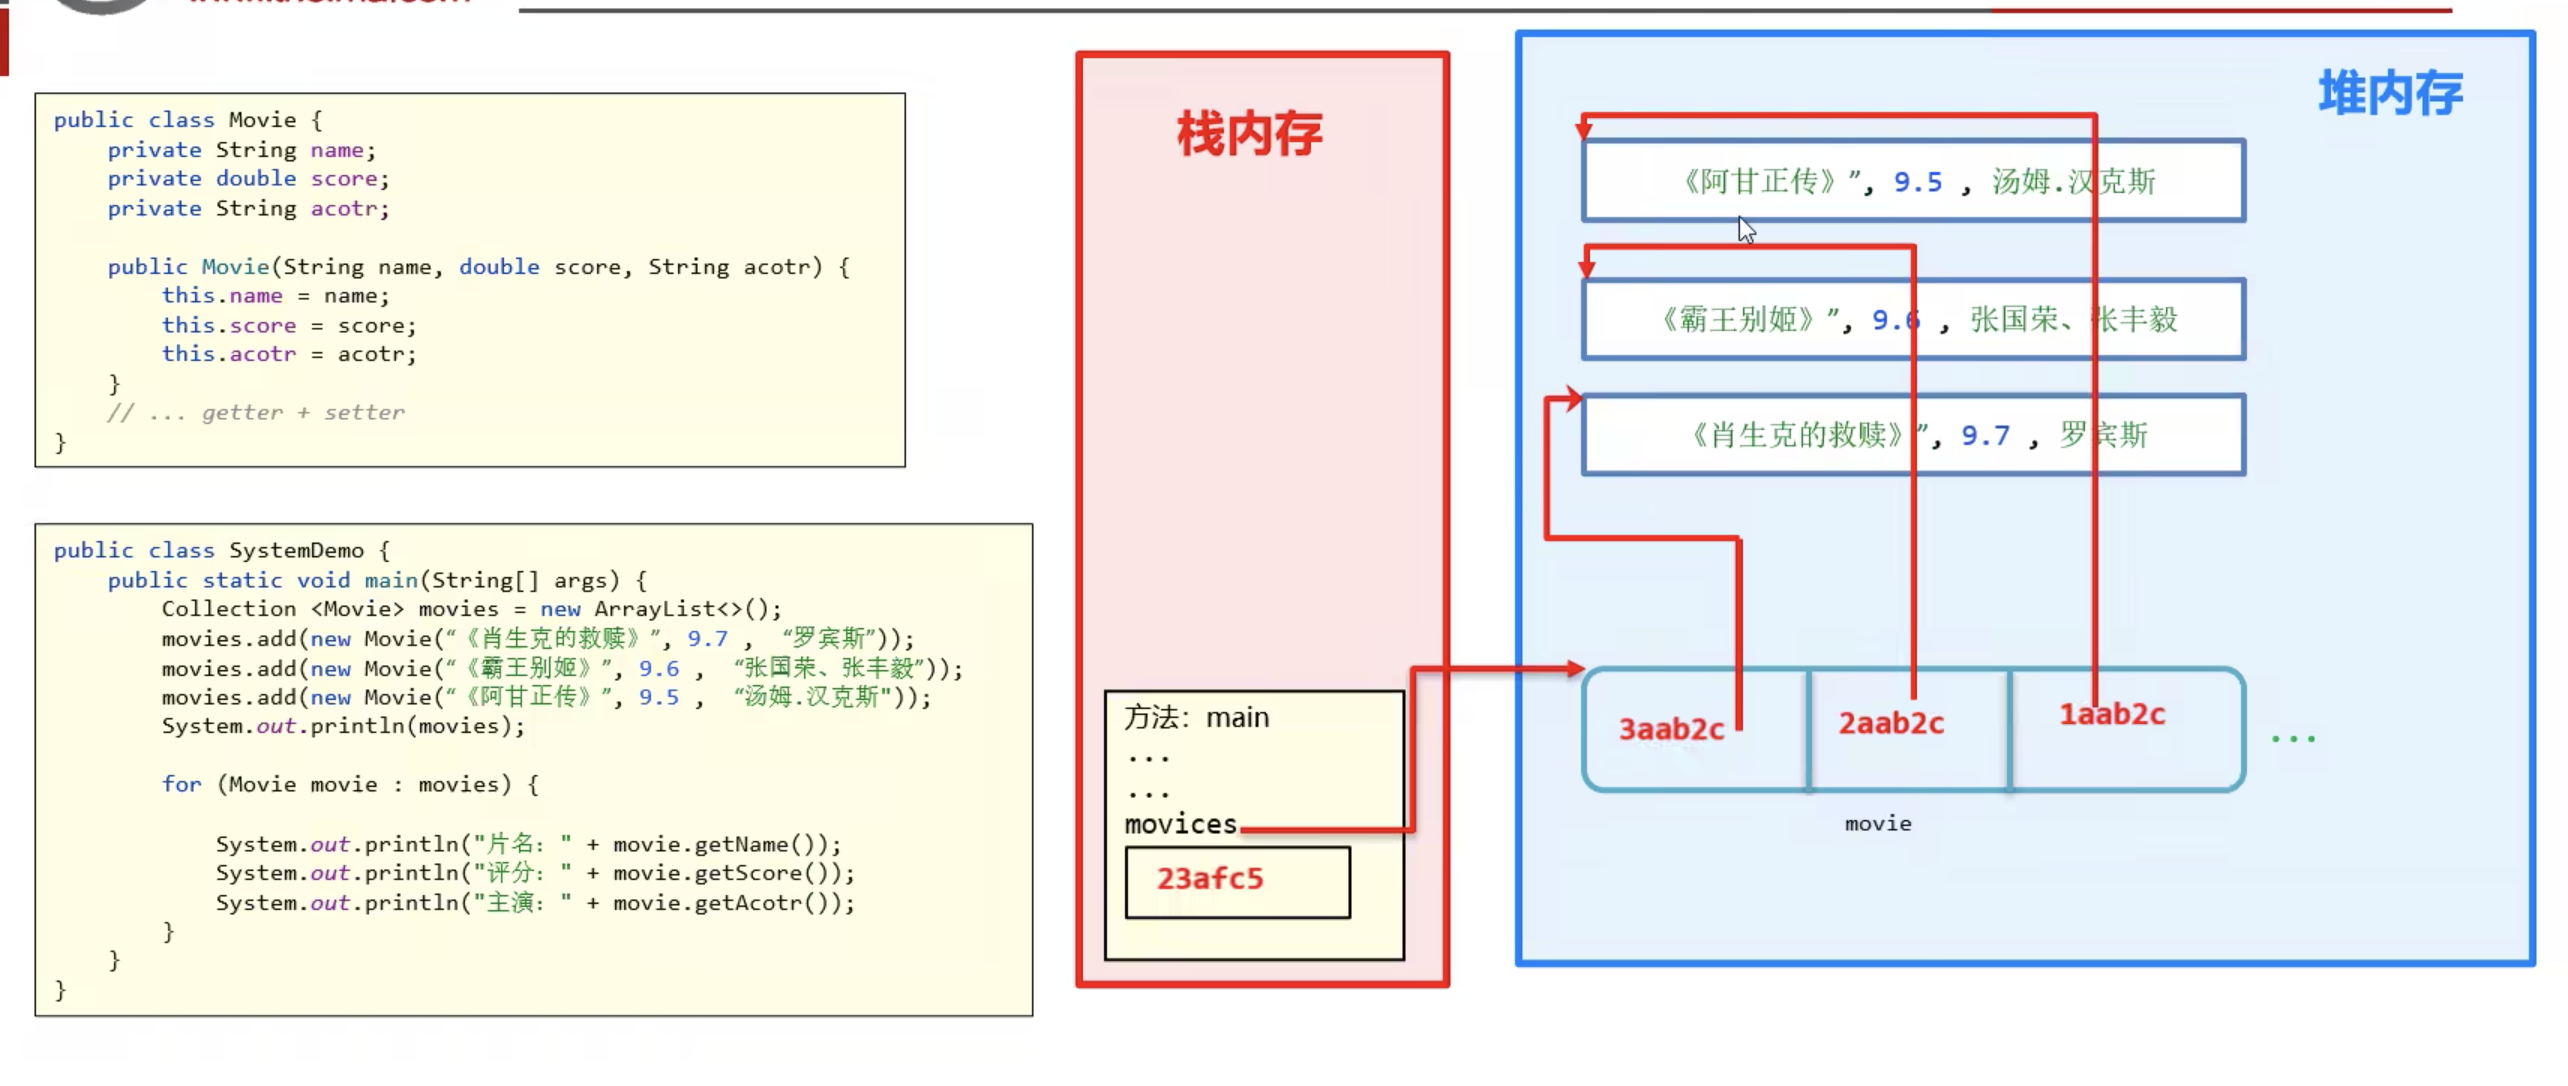 public class Movie {
private String name;
private double score;
private String acotr;
public Movie(String name, double score, String acotr) {
this.name = name;
this.score = score;
this.acotr = acotr;
}
// ... getter + setter
}
public class SystemDemo {
public static void main(String[] args) {
Collection <Movie> movies = new ArrayList<>();
movies.add(new Movie(“《肖生克的救赎》”, 9.7 , “罗宾斯”));
movies.add(new Movie(“《霸王别姬》”, 9.6 , “张国荣、张丰毅”));
movies.add(new Movie(“《阿甘正传》”, 9.5 , “汤姆.汉克斯"));
System.out.println(movies);
for (Movie movie : movies) {
System.out.println("片名: " + movie.getName());
System.out.println("评分: " + movie.getScore());
System.out.println("主演: " + movie.getAcotr());
}
}
}
栈内存
方法: main
...
...
movices
23afc5
堆内存
《阿甘正传》”, 9.5 , 汤姆.汉克斯
《霸王别姬》”, 9.6 , 张国荣、张丰毅
《肖生克的救赎》”, 9.7 , 罗宾斯
3aab2c 2aab2c 1aab2c ...
movie